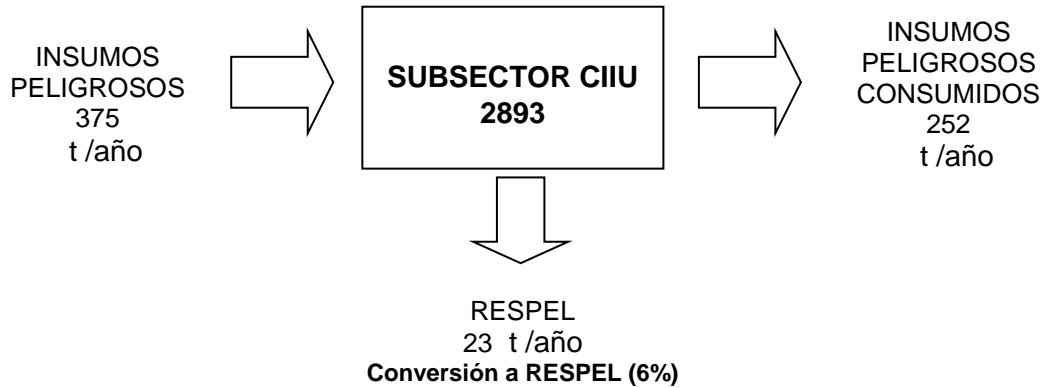 INSUMOS
PELIGROSOS
375
t /año
SUBSECTOR CIIU
2893
INSUMOS
PELIGROSOS
CONSUMIDOS
252
t /año
RESPEL
23 t /año
Conversión a RESPEL (6%)